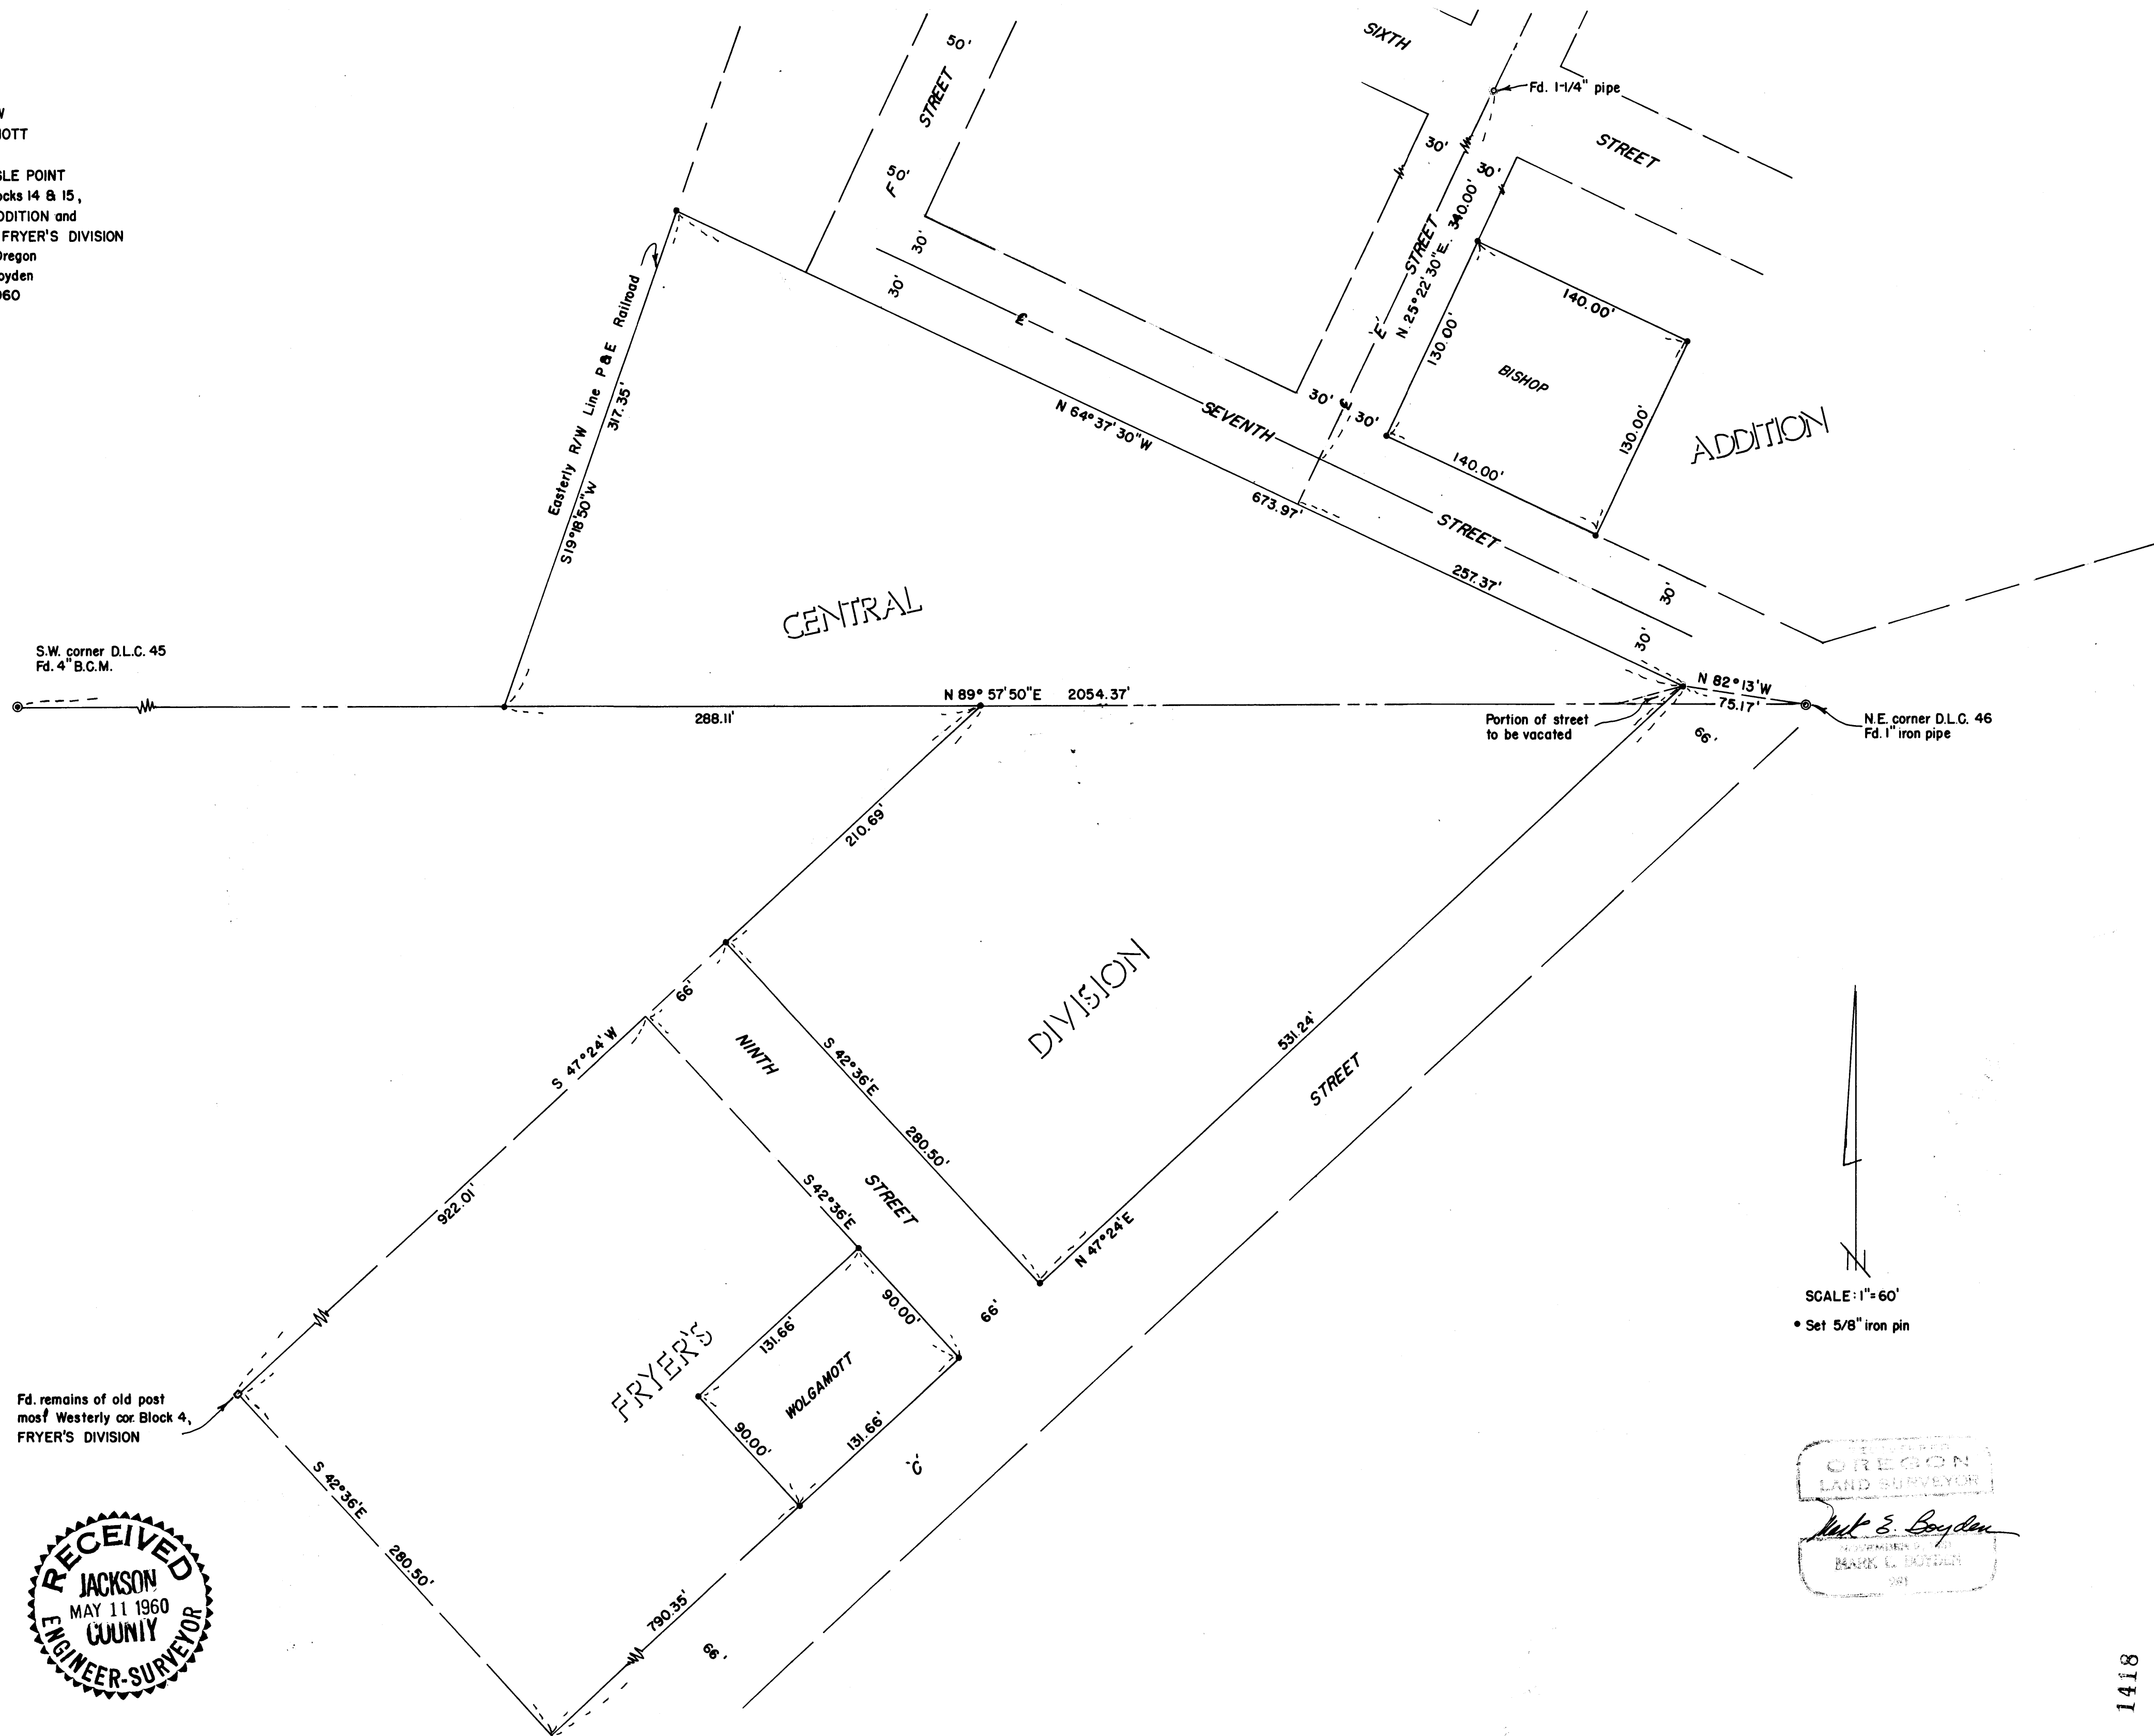 GLE POINT
ocks 14 & 15,
DDITION and
FRYER'S DIVISION
Oregon
oyden
960
50'
STREET
50'
'F'
SIXTH
Fd. 1-1/4" pipe
STREET
30'
30'
30'
30'
STREET
'E'
N 25° 22' 30" E. 340.00'
140.00'
130.00'
BISHOP
130.00'
140.00'
ADDITION
Easterly R/W Line P & E Railroad
317.35'
S 19° 18' 50" W
30'
30'
N 64° 37' 30" W
SEVENTH
673.97'
STREET
257.37'
30'
30'
CENTRAL
S.W. corner D.L.C. 45
Fd. 4" B.C.M.
N 89° 57' 50" E 2054.37'
288.11'
N 82° 13' W
75.17'
Portion of street
to be vacated
66'
N.E. corner D.L.C. 46
Fd. 1" iron pipe
210.69'
66'
S 47° 24' W
922.01'
NINTH
STREET
S 42° 36' E
280.50'
DIVISION
531.24'
STREET
N 47° 24' E
S 42° 36' E
90.00'
66'
131.66'
WOLGAMOTT
FRYER'S
90.00'
131.66'
'C'
SCALE: 1" = 60'
• Set 5/8" iron pin
Fd. remains of old post
most Westerly cor. Block 4,
FRYER'S DIVISION
S 42° 36' E
280.50'
790.35'
66'
RECEIVED
JACKSON
MAY 11 1960
COUNTY
ENGINEER-SURVEYOR
REGISTERED
OREGON
LAND SURVEYOR
Mark E. Boyden
MARK E. BOYDEN
1418